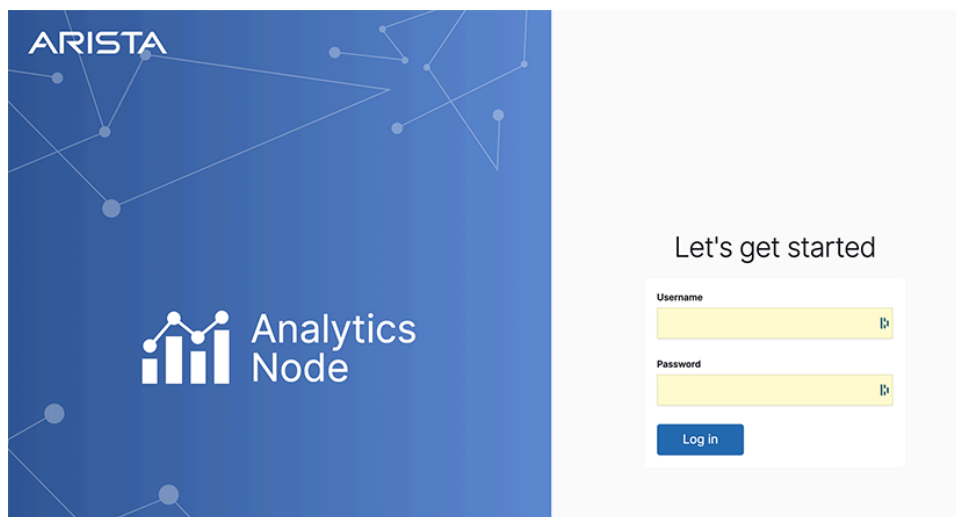 ARISTA
Analytics
Node
Let's get started
Username
Password
Log in